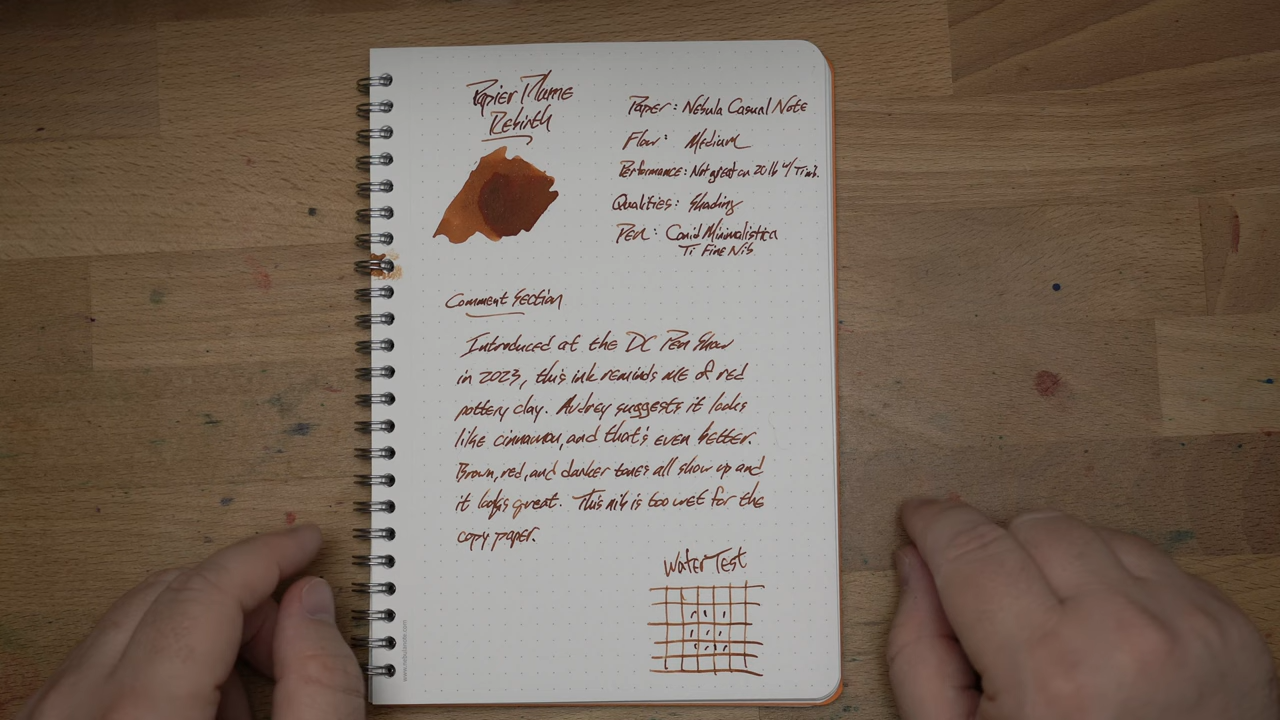 Papier Plume
Rebirth
Paper: Nebula Casual Note
Flow: Medium
Performance: Not great on 20 lb w/ Ti nib.
Qualities: Shading
Pen: Conid Minimalistica
Ti Fine Nib
Comment Section
Introduced at the DC Pen Show
in 2023, this ink reminds me of red
pottery clay. Audrey suggests it looks
like cinnamon, and that's even better.
Brown, red, and darker tones all show up and
it looks great. This nib is too wet for the
copy paper.
Water Test